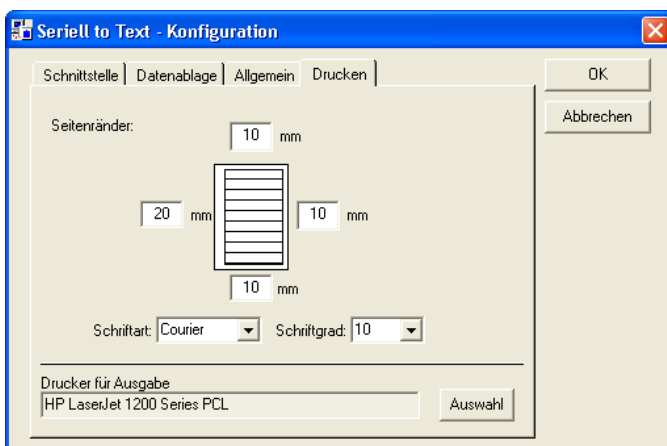 Seriell to Text - Konfiguration
Schnittstelle Datenablage Allgemein Drucken
OK
Abbrechen
Seitenränder:
10 mm
20 mm 10 mm
10 mm
Schriftart: Courier Schriftgrad: 10
Drucker für Ausgabe
HP LaserJet 1200 Series PCL Auswahl